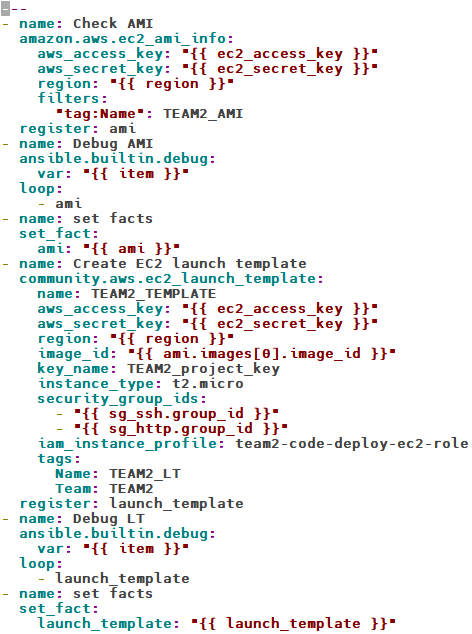 ---
- name: Check AMI
  amazon.aws.ec2_ami_info:
    aws_access_key: "{{ ec2_access_key }}"
    aws_secret_key: "{{ ec2_secret_key }}"
    region: "{{ region }}"
    filters:
      "tag:Name": TEAM2_AMI
  register: ami
- name: Debug AMI
  ansible.builtin.debug:
    var: "{{ item }}"
  loop:
    - ami
- name: set facts
  set_fact:
    ami: "{{ ami }}"
- name: Create EC2 launch template
  community.aws.ec2_launch_template:
    name: TEAM2_TEMPLATE
    aws_access_key: "{{ ec2_access_key }}"
    aws_secret_key: "{{ ec2_secret_key }}"
    region: "{{ region }}"
    image_id: "{{ ami.images[0].image_id }}"
    key_name: TEAM2_project_key
    instance_type: t2.micro
    security_group_ids:
      - "{{ sg_ssh.group_id }}"
      - "{{ sg_http.group_id }}"
    iam_instance_profile: team2-code-deploy-ec2-role
    tags:
      Name: TEAM2_LT
      Team: TEAM2
  register: launch_template
- name: Debug LT
  ansible.builtin.debug:
    var: "{{ item }}"
  loop:
    - launch_template
- name: set facts
  set_fact:
    launch_template: "{{ launch_template }}"